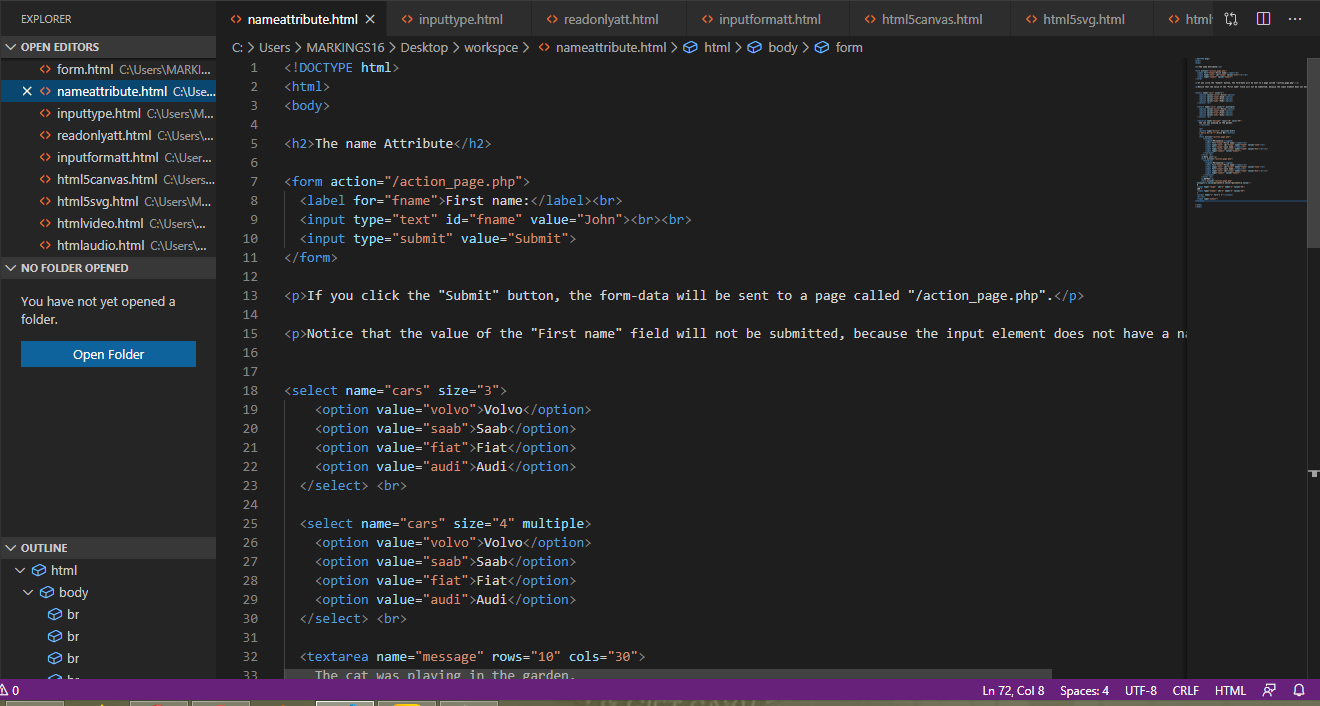 EXPLORER
OPEN EDITORS
form.html C:\Users\MARKI...
nameattribute.html C:\Use...
inputtype.html C:\Users\M...
readonlyatt.html C:\Users\...
inputformatt.html C:\User...
html5canvas.html C:\Users...
html5svg.html C:\Users\M...
htmlvideo.html C:\Users\...
htmlaudio.html C:\Users\...
NO FOLDER OPENED
You have not yet opened a
folder.
Open Folder
OUTLINE
html
body
br
br
br
br
nameattribute.html inputtype.html readonlyatt.html inputformatt.html html5canvas.html html5svg.html html
C: > Users > MARKINGS16 > Desktop > workspce > nameattribute.html > html > body > form
1 <!DOCTYPE html>
2 <html>
3 <body>
4
5 <h2>The name Attribute</h2>
6
7 <form action="/action_page.php">
8 <label for="fname">First name:</label><br>
9 <input type="text" id="fname" value="John"><br><br>
10 <input type="submit" value="Submit">
11 </form>
12
13 <p>If you click the "Submit" button, the form-data will be sent to a page called "/action_page.php".</p>
14
15 <p>Notice that the value of the "First name" field will not be submitted, because the input element does not have a na
16
17
18 <select name="cars" size="3">
19 <option value="volvo">Volvo</option>
20 <option value="saab">Saab</option>
21 <option value="fiat">Fiat</option>
22 <option value="audi">Audi</option>
23 </select> <br>
24
25 <select name="cars" size="4" multiple>
26 <option value="volvo">Volvo</option>
27 <option value="saab">Saab</option>
28 <option value="fiat">Fiat</option>
29 <option value="audi">Audi</option>
30 </select> <br>
31
32 <textarea name="message" rows="10" cols="30">
33 The cat was playing in the garden.
0 Ln 72, Col 8 Spaces: 4 UTF-8 CRLF HTML